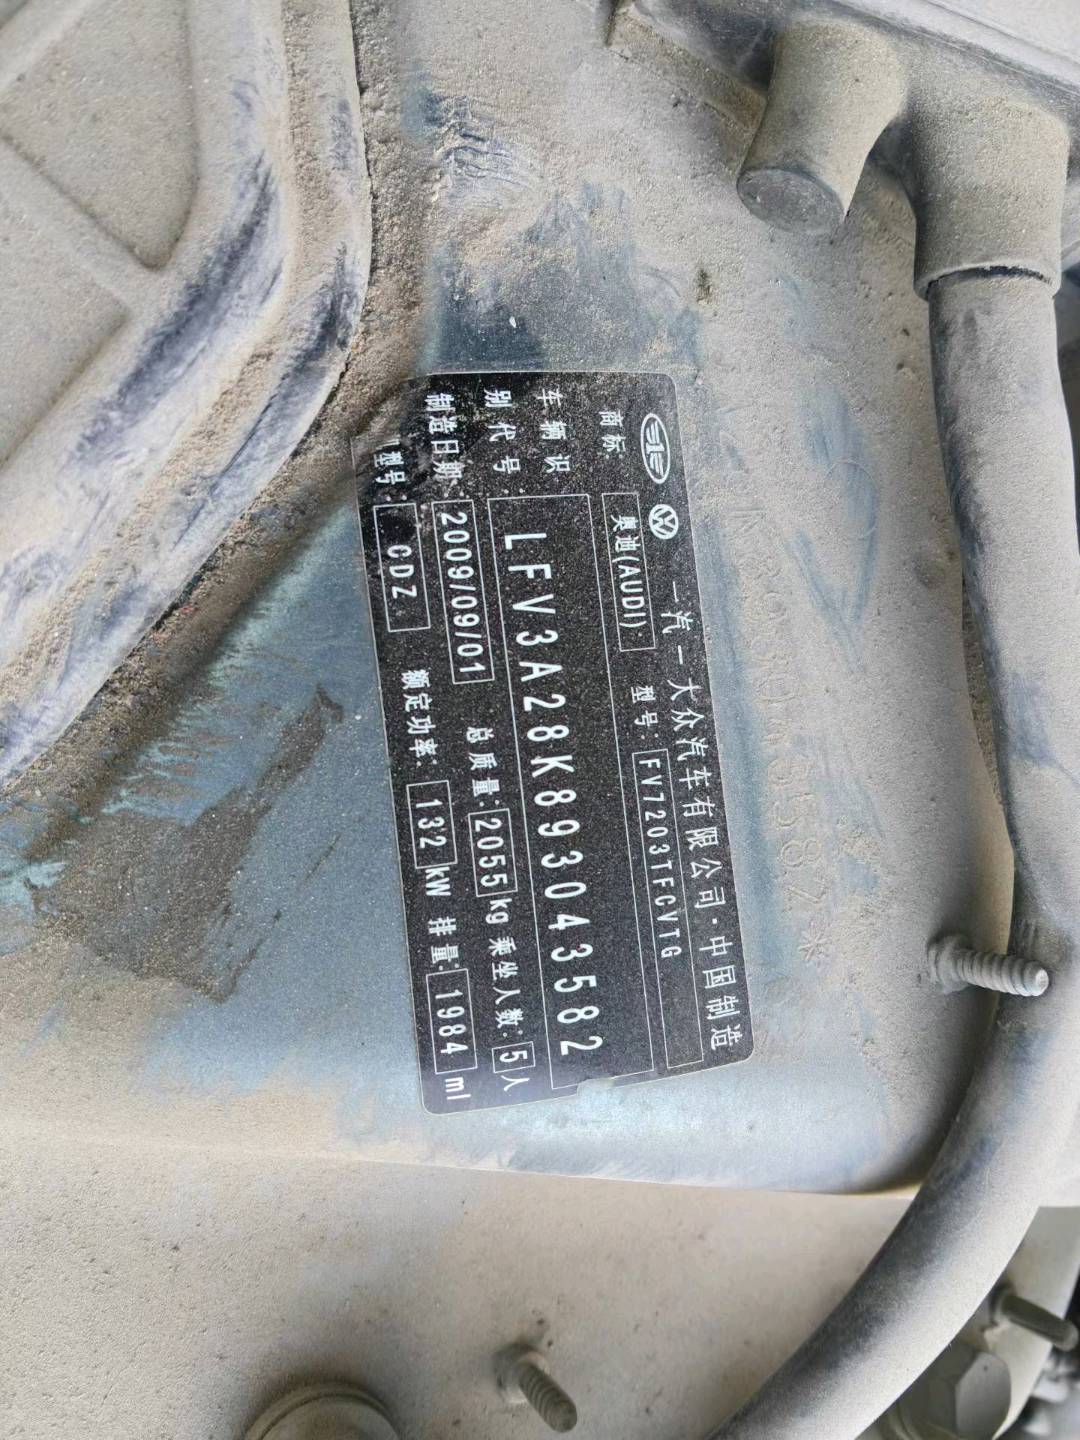 一汽一大众汽车有限公司·中国制造
商标 奥迪(AUDI) 型号: FV7203TFCVTG
车辆识别代号: LFV3A28K893043582
制造日期: 2009/09/01 总质量: 2055 kg 乘坐人数: 5 人
型号: CDZ 额定功率: 132 kW 排量: 1984 ml
3582*